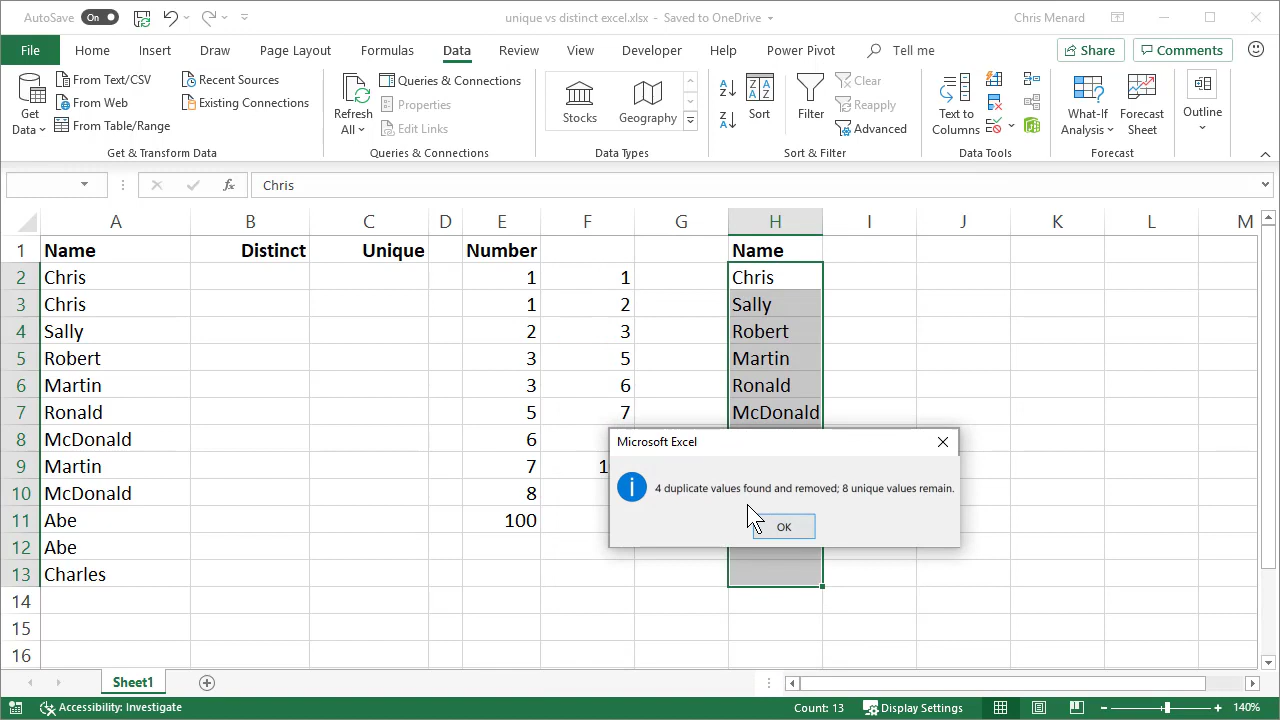 AutoSave On unique vs distinct excel.xlsx - Saved to OneDrive Chris Menard
File Home Insert Draw Page Layout Formulas Data Review View Developer Help Power Pivot Tell me Share Comments
Get Data
From Text/CSV
From Web
From Table/Range
Recent Sources
Existing Connections
Get & Transform Data
Refresh All
Queries & Connections
Properties
Edit Links
Queries & Connections
Stocks Geography
Data Types
Sort Filter
Clear
Reapply
Advanced
Sort & Filter
Text to Columns
Data Tools
What-If Analysis
Forecast Sheet
Forecast
Outline
fx Chris
A B C D E F G H I J K L M
1 Name Distinct Unique Number Name
2 Chris 1 1 Chris
3 Chris 1 2 Sally
4 Sally 2 3 Robert
5 Robert 3 5 Martin
6 Martin 3 6 Ronald
7 Ronald 5 7 McDonald
8 McDonald 6
9 Martin 7 1
10 McDonald 8
11 Abe 100
12 Abe
13 Charles
14
15
16
Microsoft Excel
4 duplicate values found and removed; 8 unique values remain.
OK
Sheet1
Accessibility: Investigate Count: 13 Display Settings 140%